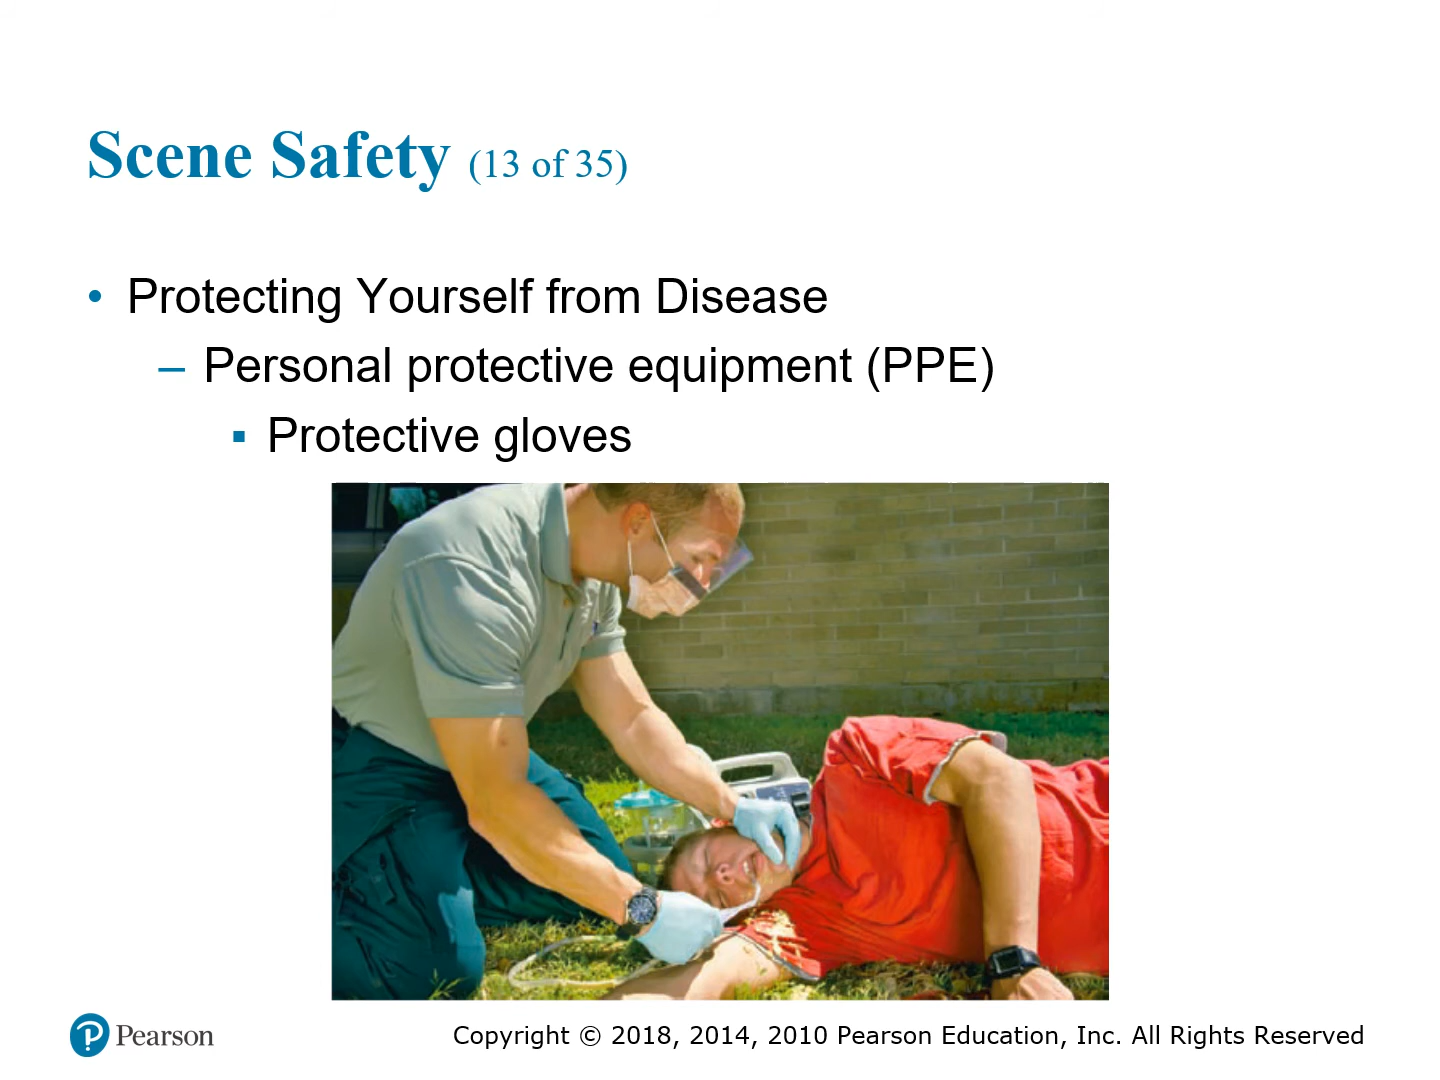 Scene Safety (13 of 35)
• Protecting Yourself from Disease
– Personal protective equipment (PPE)
▪ Protective gloves
Pearson
Copyright © 2018, 2014, 2010 Pearson Education, Inc. All Rights Reserved